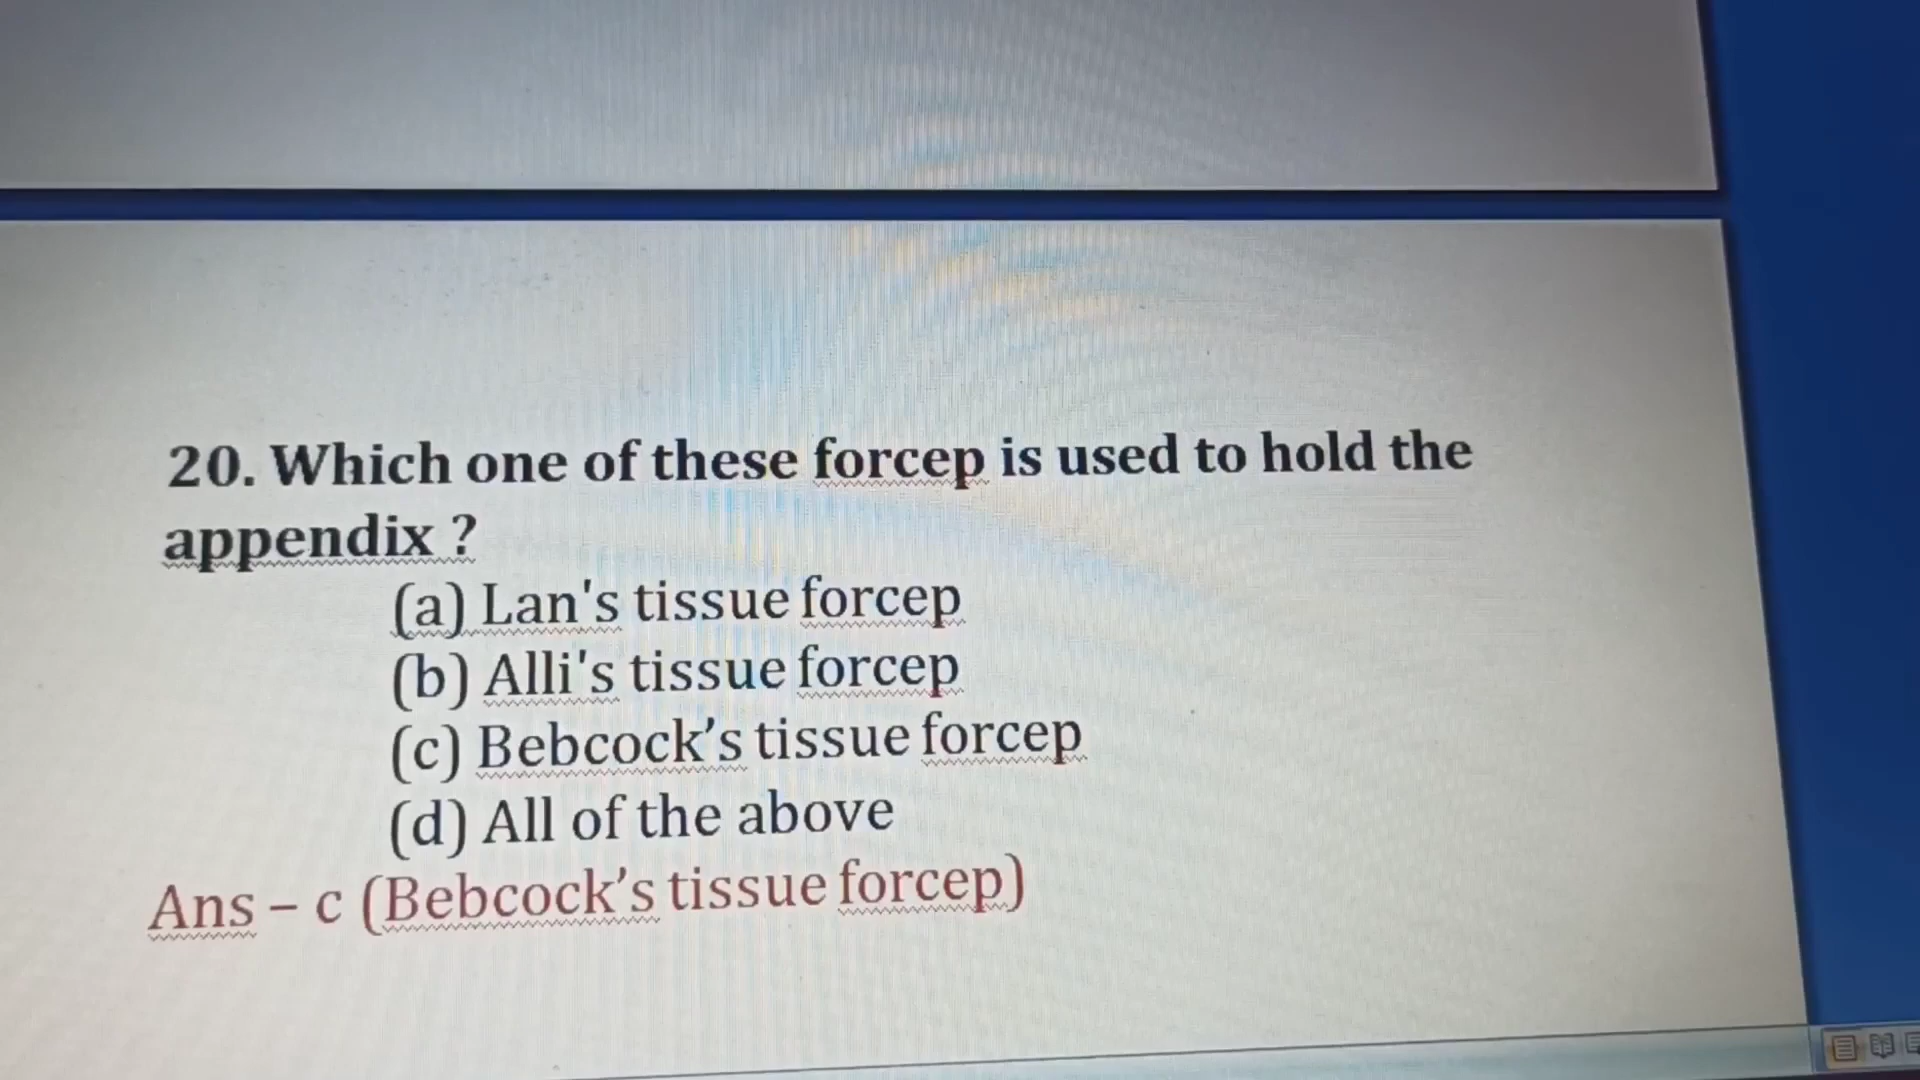 20. Which one of these forcep is used to hold the
appendix ?
(a) Lan's tissue forcep
(b) Alli's tissue forcep
(c) Bebcock’s tissue forcep
(d) All of the above
Ans – c (Bebcock’s tissue forcep)